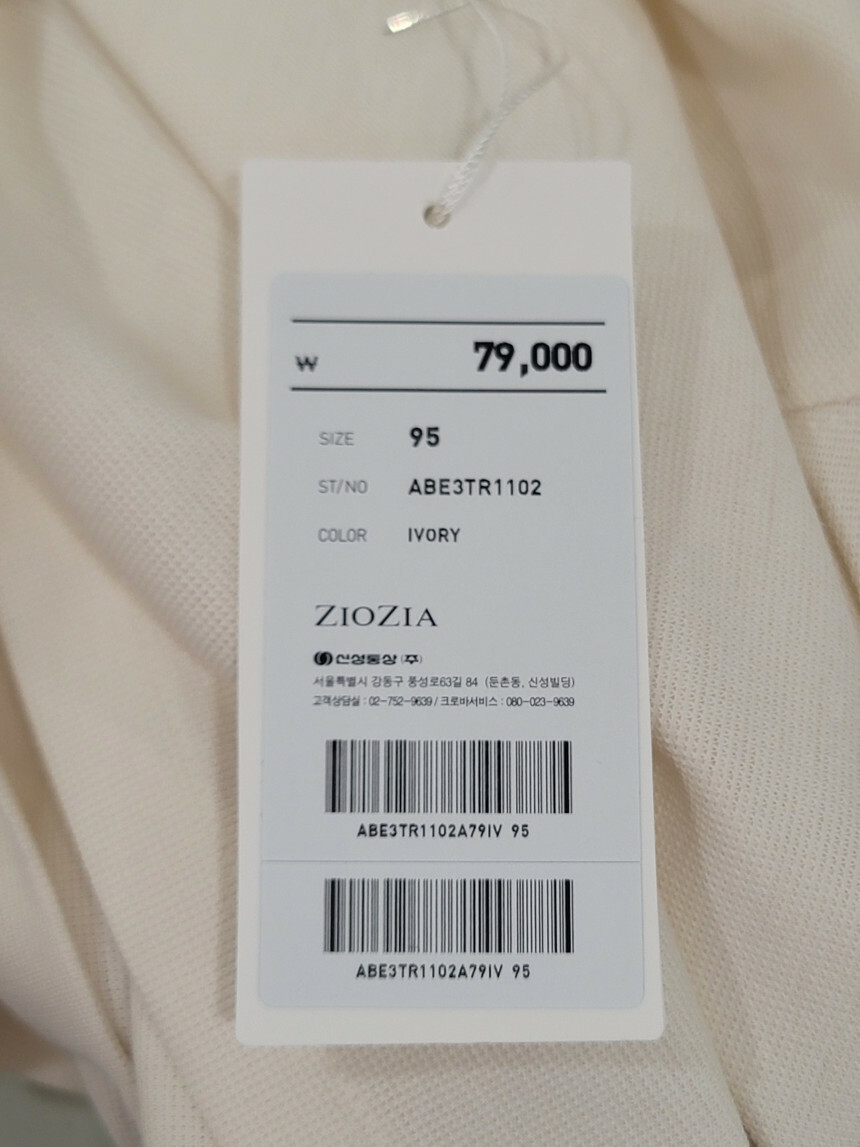 ₩ 79,000
SIZE 95
ST/NO ABE3TR1102
COLOR IVORY
ZIOZIA
신성통상 (주)
서울특별시 강동구 풍성로63길 84 (둔촌동, 신성빌딩)
고객상담실 : 02-752-9639 / 크로바서비스 : 080-023-9639
ABE3TR1102A79IV 95
ABE3TR1102A79IV 95